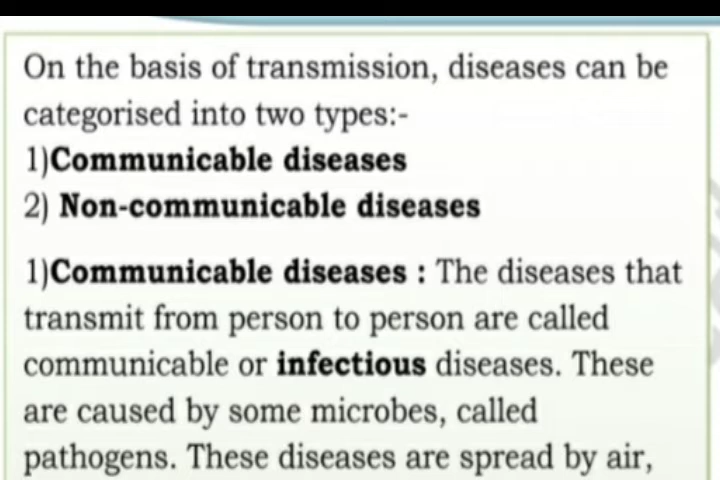 On the basis of transmission, diseases can be
categorised into two types:-
1)Communicable diseases
2) Non-communicable diseases
1)Communicable diseases : The diseases that
transmit from person to person are called
communicable or infectious diseases. These
are caused by some microbes, called
pathogens. These diseases are spread by air,